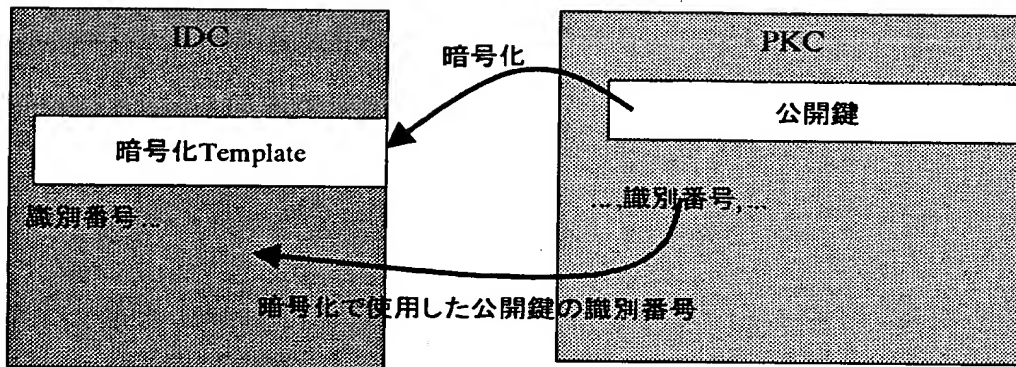 IDC
暗号化
PKC
公開鍵
暗号化Template
識別番号...
...,識別番号,...
暗号化で使用した公開鍵の識別番号